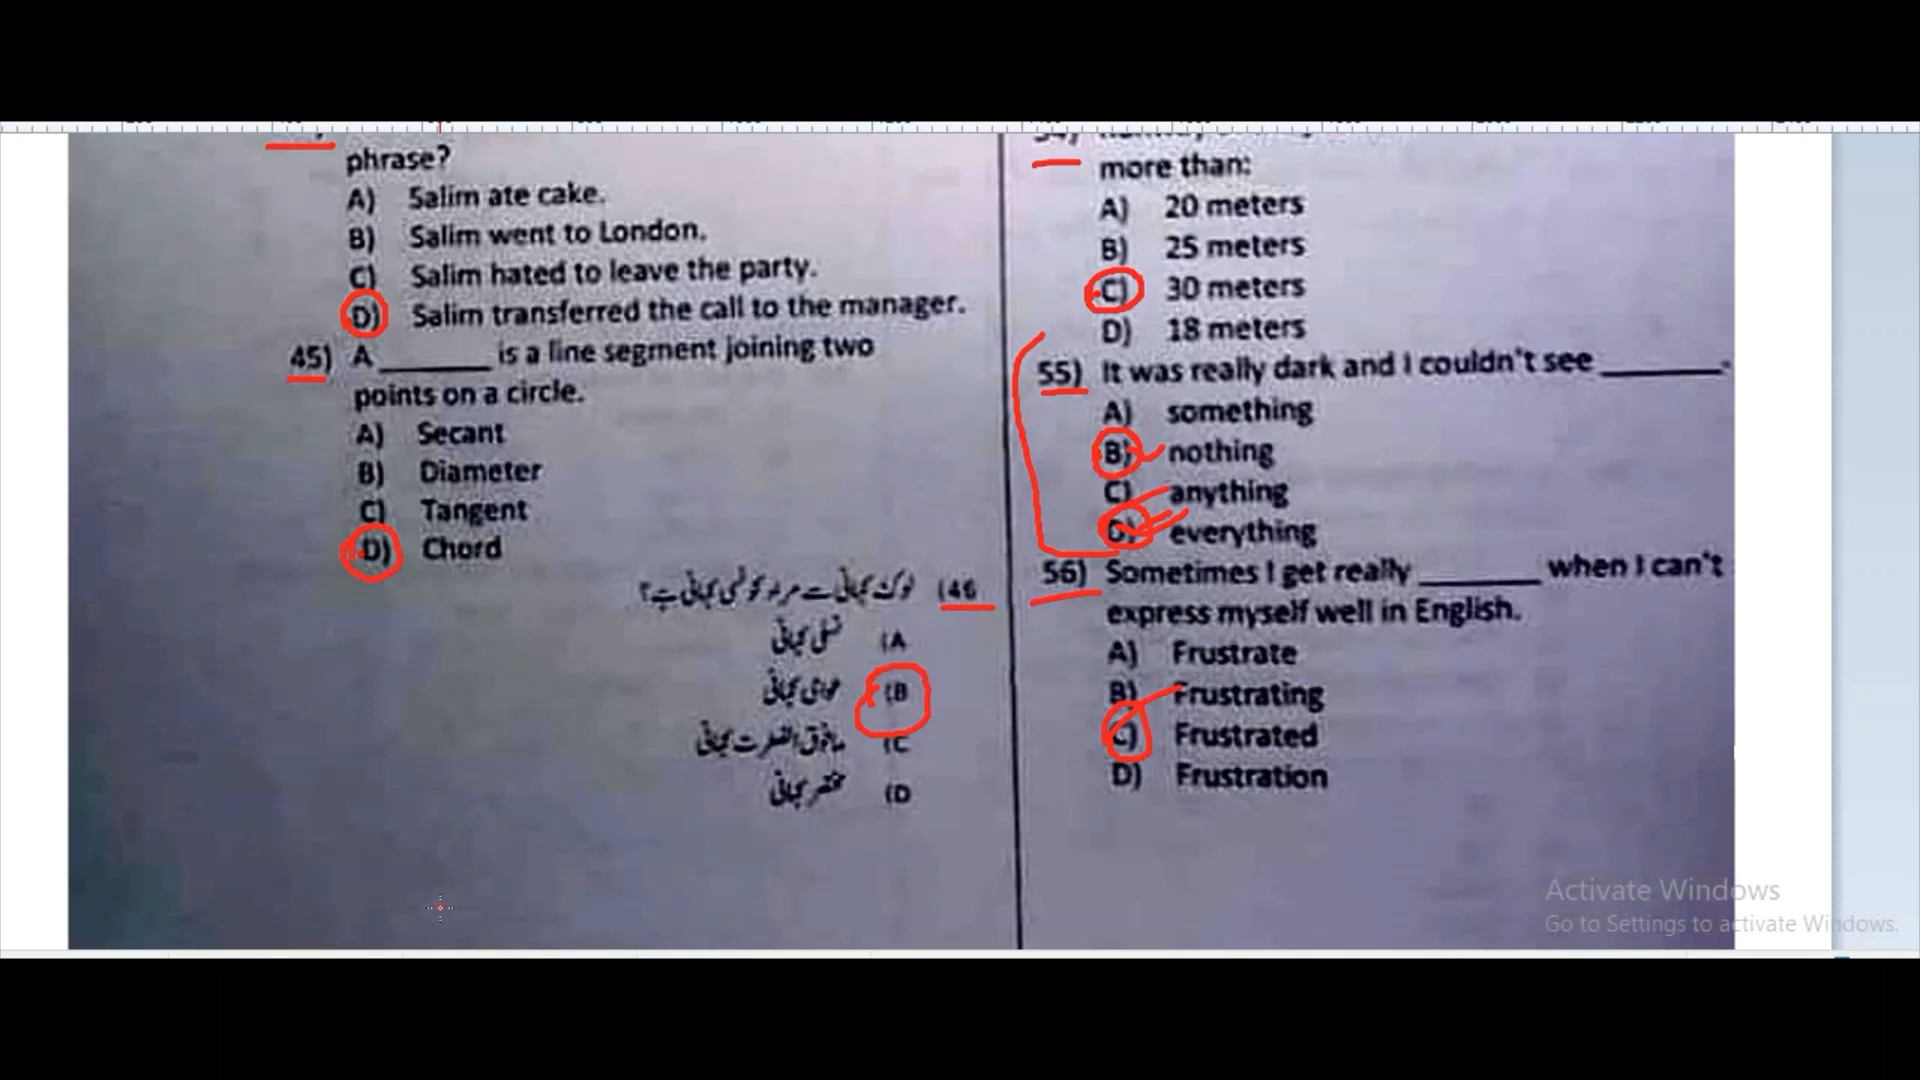 phrase?
A) Salim ate cake.
B) Salim went to London.
C) Salim hated to leave the party.
D) Salim transferred the call to the manager.
45) A ______ is a line segment joining two
points on a circle.
A) Secant
B) Diameter
C) Tangent
D) Chord
46) لوک کہانی سے مراد کونسی کہانی ہے؟
A) نسلی کہانی
B) عوامی کہانی
C) مافوق الفطرت کہانی
D) مختصر کہانی
54)
more than:
A) 20 meters
B) 25 meters
C) 30 meters
D) 18 meters
55) It was really dark and I couldn't see ______.
A) something
B) nothing
C) anything
D) everything
56) Sometimes I get really ______ when I can't
express myself well in English.
A) Frustrate
B) Frustrating
C) Frustrated
D) Frustration
Activate Windows
Go to Settings to activate Windows.